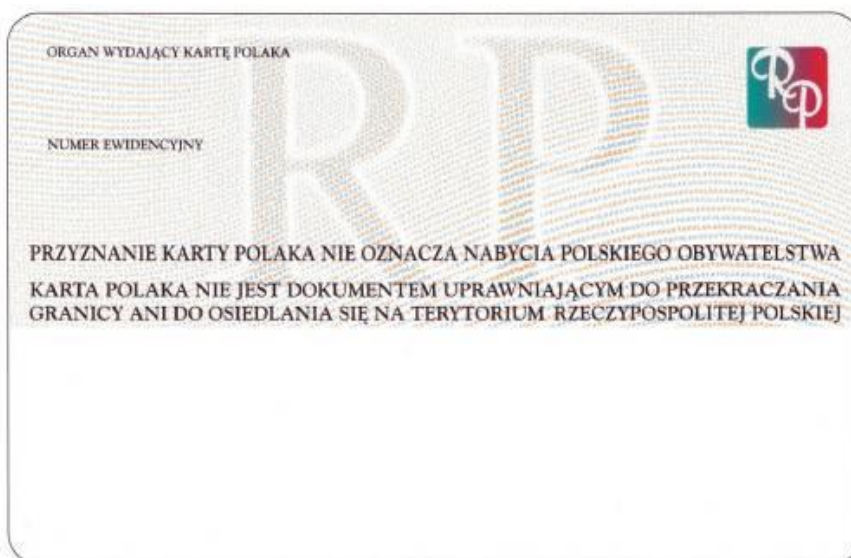 ORGAN WYDAJĄCY KARTĘ POLAKA
RP
NUMER EWIDENCYJNY
RP
PRZYZNANIE KARTY POLAKA NIE OZNACZA NABYCIA POLSKIEGO OBYWATELSTWA
KARTA POLAKA NIE JEST DOKUMENTEM UPRAWNIAJĄCYM DO PRZEKRACZANIA
GRANICY ANI DO OSIEDLANIA SIĘ NA TERYTORIUM RZECZYPOSPOLITEJ POLSKIEJ